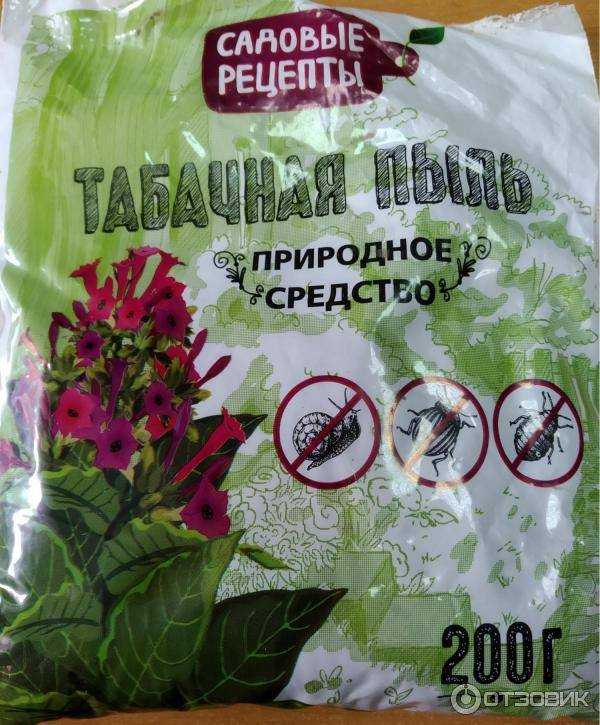 САДОВЫЕ
РЕЦЕПТЫ
ТАБАЧНАЯ ПЫЛЬ
ПРИРОДНОЕ
СРЕДСТВО
200г
ОТЗОВИК